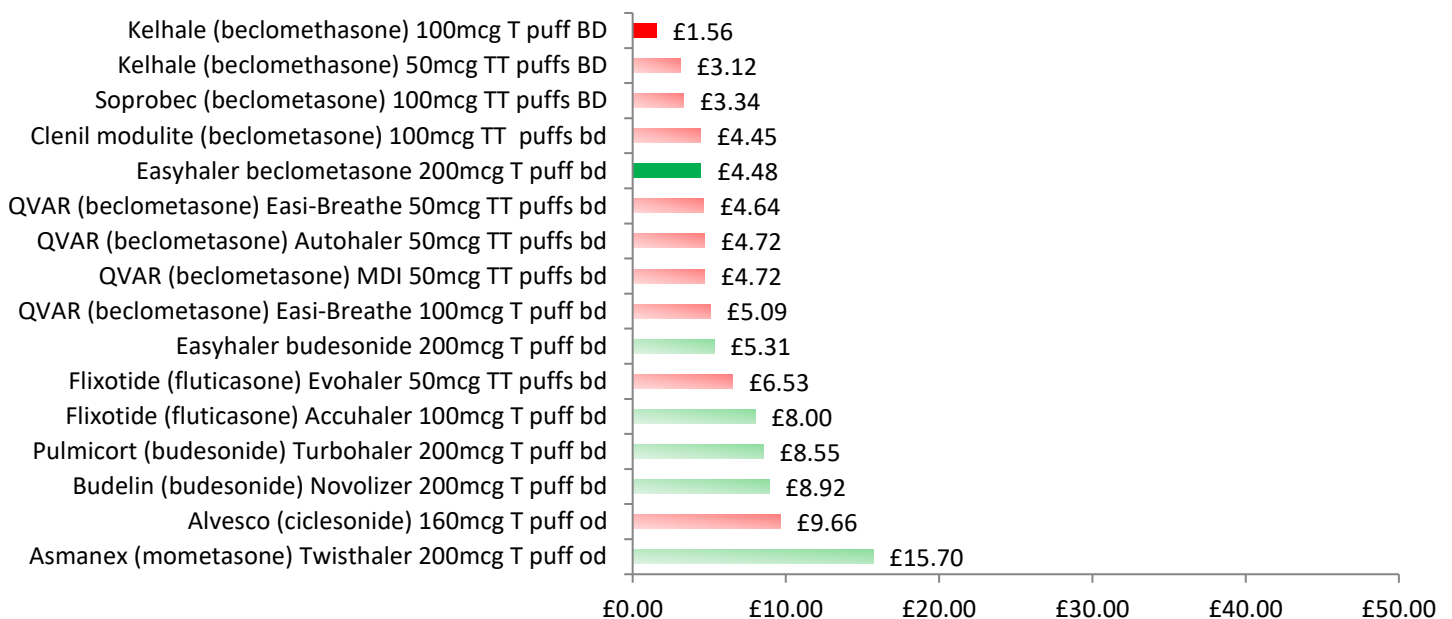 Kelhale (beclomethasone) 100mcg T puff BD £1.56
Kelhale (beclomethasone) 50mcg TT puffs BD £3.12
Soprobec (beclometasone) 100mcg TT puffs BD £3.34
Clenil modulite (beclometasone) 100mcg TT  puffs bd £4.45
Easyhaler beclometasone 200mcg T puff bd £4.48
QVAR (beclometasone) Easi-Breathe 50mcg TT puffs bd £4.64
QVAR (beclometasone) Autohaler 50mcg TT puffs bd £4.72
QVAR (beclometasone) MDI 50mcg TT puffs bd £4.72
QVAR (beclometasone) Easi-Breathe 100mcg T puff bd £5.09
Easyhaler budesonide 200mcg T puff bd £5.31
Flixotide (fluticasone) Evohaler 50mcg TT puffs bd £6.53
Flixotide (fluticasone) Accuhaler 100mcg T puff bd £8.00
Pulmicort (budesonide) Turbohaler 200mcg T puff bd £8.55
Budelin (budesonide) Novolizer 200mcg T puff bd £8.92
Alvesco (ciclesonide) 160mcg T puff od £9.66
Asmanex (mometasone) Twisthaler 200mcg T puff od £15.70
£0.00 £10.00 £20.00 £30.00 £40.00 £50.00